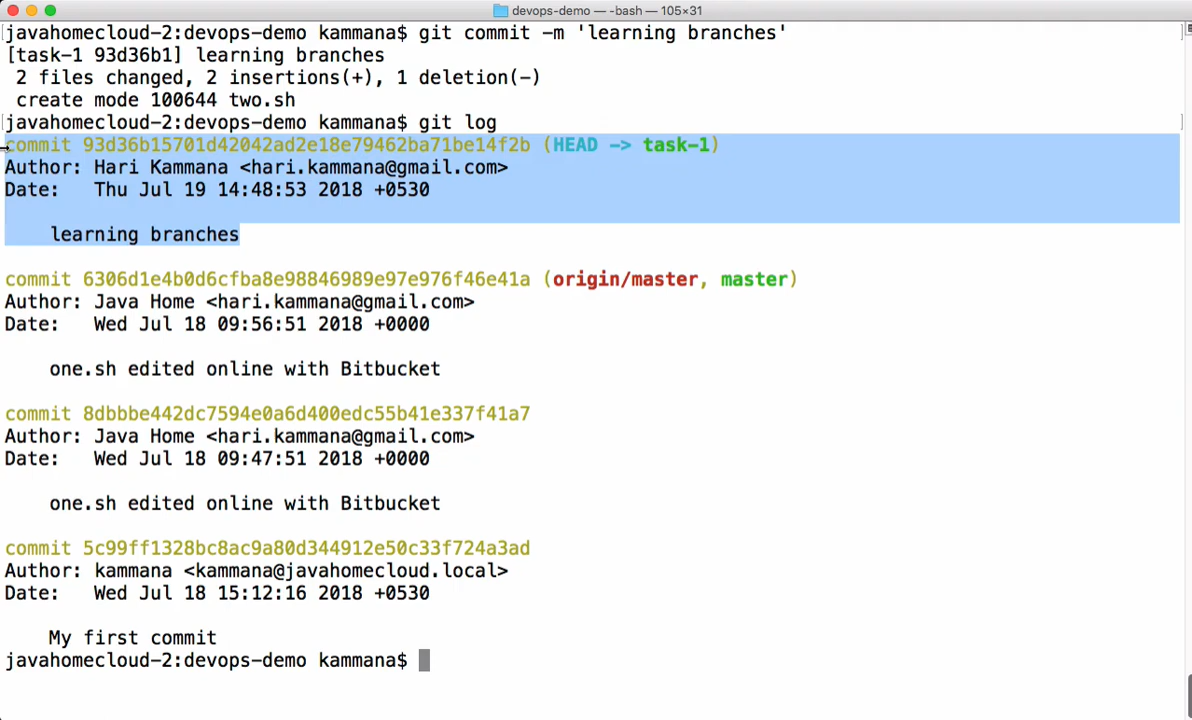 devops-demo — -bash — 105×31
javahomecloud-2:devops-demo kammana$ git commit -m 'learning branches'
[task-1 93d36b1] learning branches
 2 files changed, 2 insertions(+), 1 deletion(-)
 create mode 100644 two.sh
javahomecloud-2:devops-demo kammana$ git log
commit 93d36b15701d42042ad2e18e79462ba71be14f2b (HEAD -> task-1)
Author: Hari Kammana <hari.kammana@gmail.com>
Date:   Thu Jul 19 14:48:53 2018 +0530
    learning branches
commit 6306d1e4b0d6cfba8e98846989e97e976f46e41a (origin/master, master)
Author: Java Home <hari.kammana@gmail.com>
Date:   Wed Jul 18 09:56:51 2018 +0000
    one.sh edited online with Bitbucket
commit 8dbbbe442dc7594e0a6d400edc55b41e337f41a7
Author: Java Home <hari.kammana@gmail.com>
Date:   Wed Jul 18 09:47:51 2018 +0000
    one.sh edited online with Bitbucket
commit 5c99ff1328bc8ac9a80d344912e50c33f724a3ad
Author: kammana <kammana@javahomecloud.local>
Date:   Wed Jul 18 15:12:16 2018 +0530
    My first commit
javahomecloud-2:devops-demo kammana$